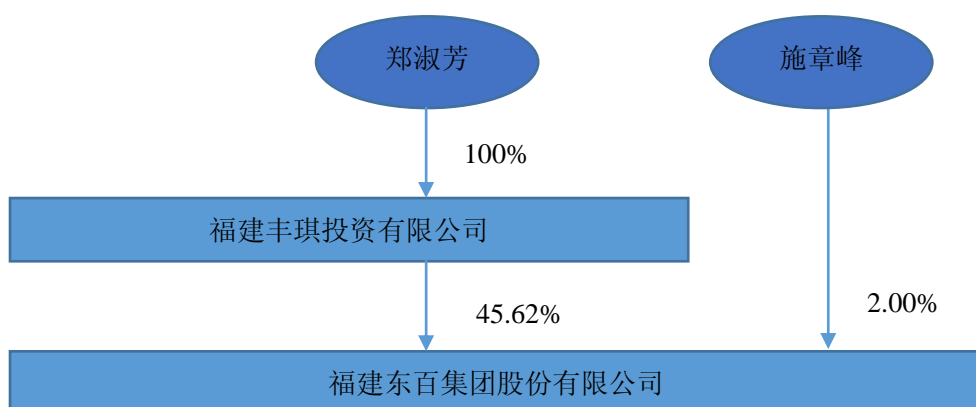 郑淑芳
施章峰
100%
福建丰琪投资有限公司
45.62%
2.00%
福建东百集团股份有限公司